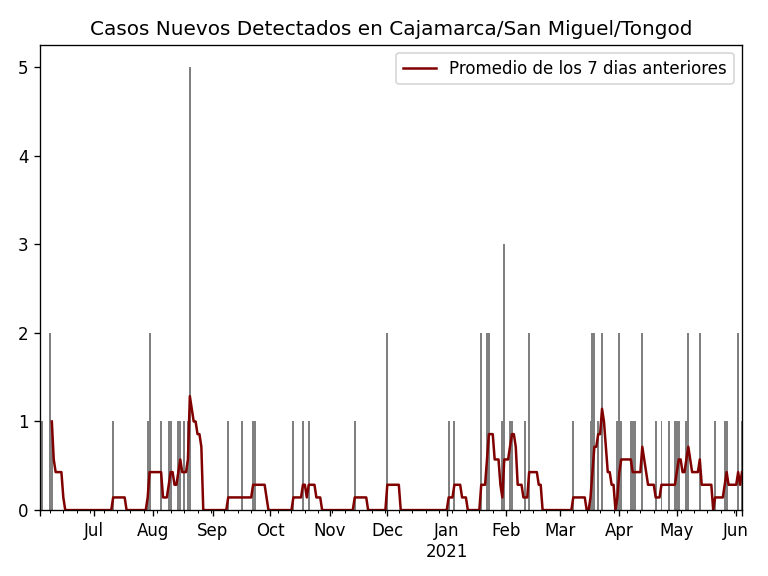 Casos Nuevos Detectados en Cajamarca/San Miguel/Tongod
Promedio de los 7 dias anteriores
5
4
3
2
1
0
Jul Aug Sep Oct Nov Dec Jan Feb Mar Apr May Jun
2021